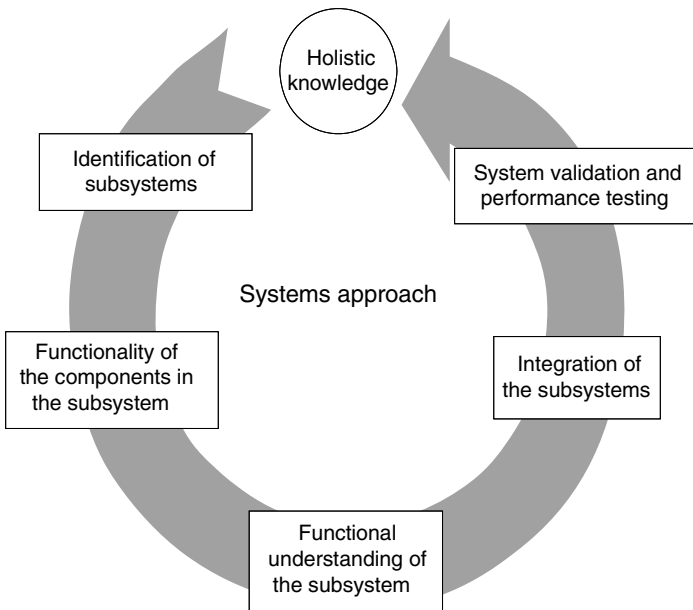 Holistic
knowledge
Identification of
subsystems
System validation and
performance testing
Systems approach
Functionality of
the components in
the subsystem
Integration of
the subsystems
Functional
understanding of
the subsystem